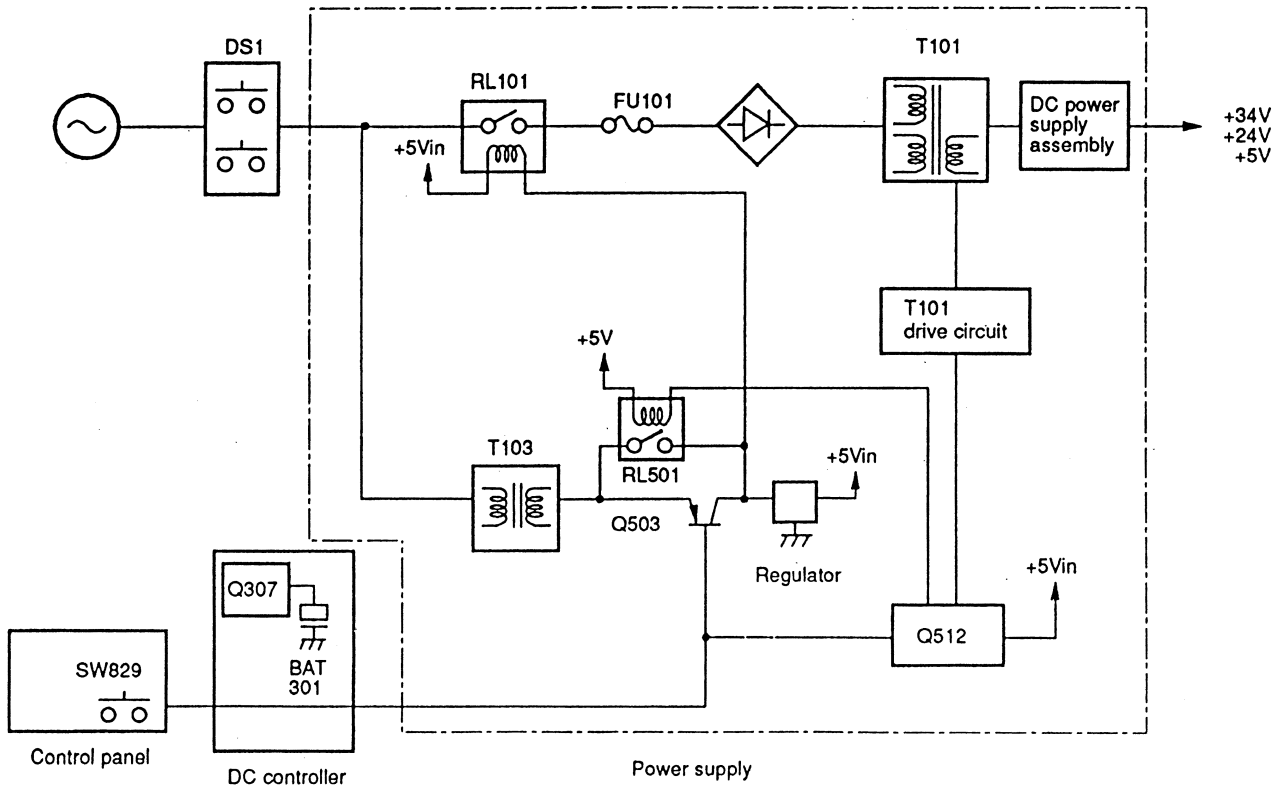 DS1
T101
RL101
FU101
+5Vin
DC power
supply
assembly
+34V
+24V
+5V
T101
drive circuit
+5V
T103
RL501
+5Vin
Q503
Regulator
+5Vin
Q307
Q512
SW829
BAT
301
Control panel
DC controller
Power supply